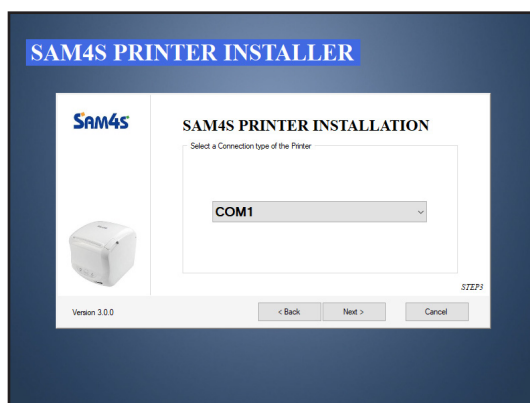 SAM4S PRINTER INSTALLER
SAM4S
SAM4S PRINTER INSTALLATION
Select a Connection type of the Printer
COM1
STEP3
Version 3.0.0
< Back
Next >
Cancel